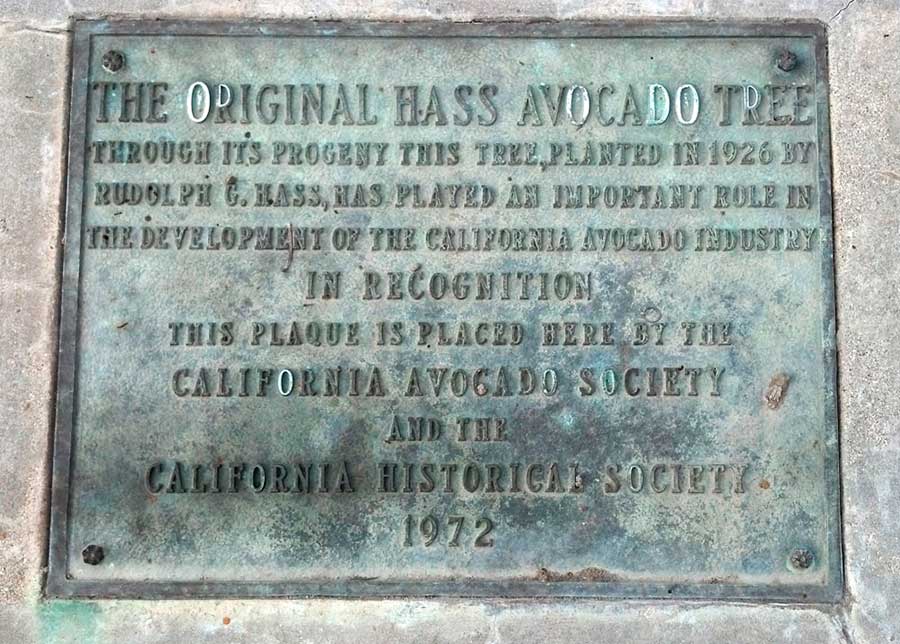 THE ORIGINAL HASS AVOCADO TREE
THROUGH IT'S PROGENY THIS TREE, PLANTED IN 1926 BY
RUDOLPH G. HASS, HAS PLAYED AN IMPORTANT ROLE IN
THE DEVELOPMENT OF THE CALIFORNIA AVOCADO INDUSTRY
IN RECOGNITION
THIS PLAQUE IS PLACED HERE BY THE
CALIFORNIA AVOCADO SOCIETY
AND THE
CALIFORNIA HISTORICAL SOCIETY
1972